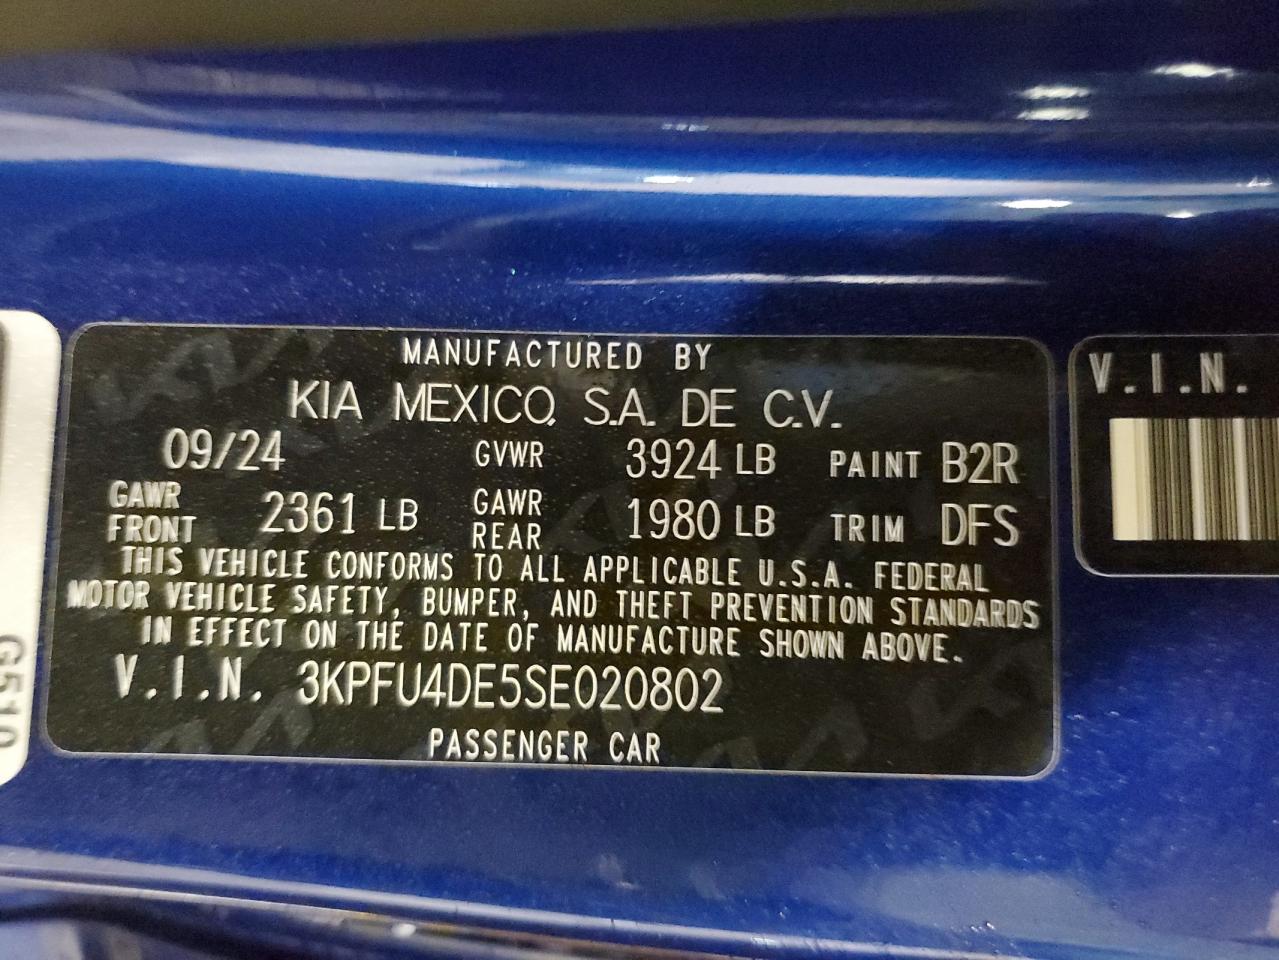 MANUFACTURED BY
KIA MEXICO, S.A. DE C.V.
09/24 GVWR 3924 LB PAINT B2R
GAWR FRONT 2361 LB GAWR REAR 1980 LB TRIM DFS
THIS VEHICLE CONFORMS TO ALL APPLICABLE U.S.A. FEDERAL
MOTOR VEHICLE SAFETY, BUMPER, AND THEFT PREVENTION STANDARDS
IN EFFECT ON THE DATE OF MANUFACTURE SHOWN ABOVE.
V.I.N. 3KPFU4DE5SE020802
PASSENGER CAR
V.I.N.
G510